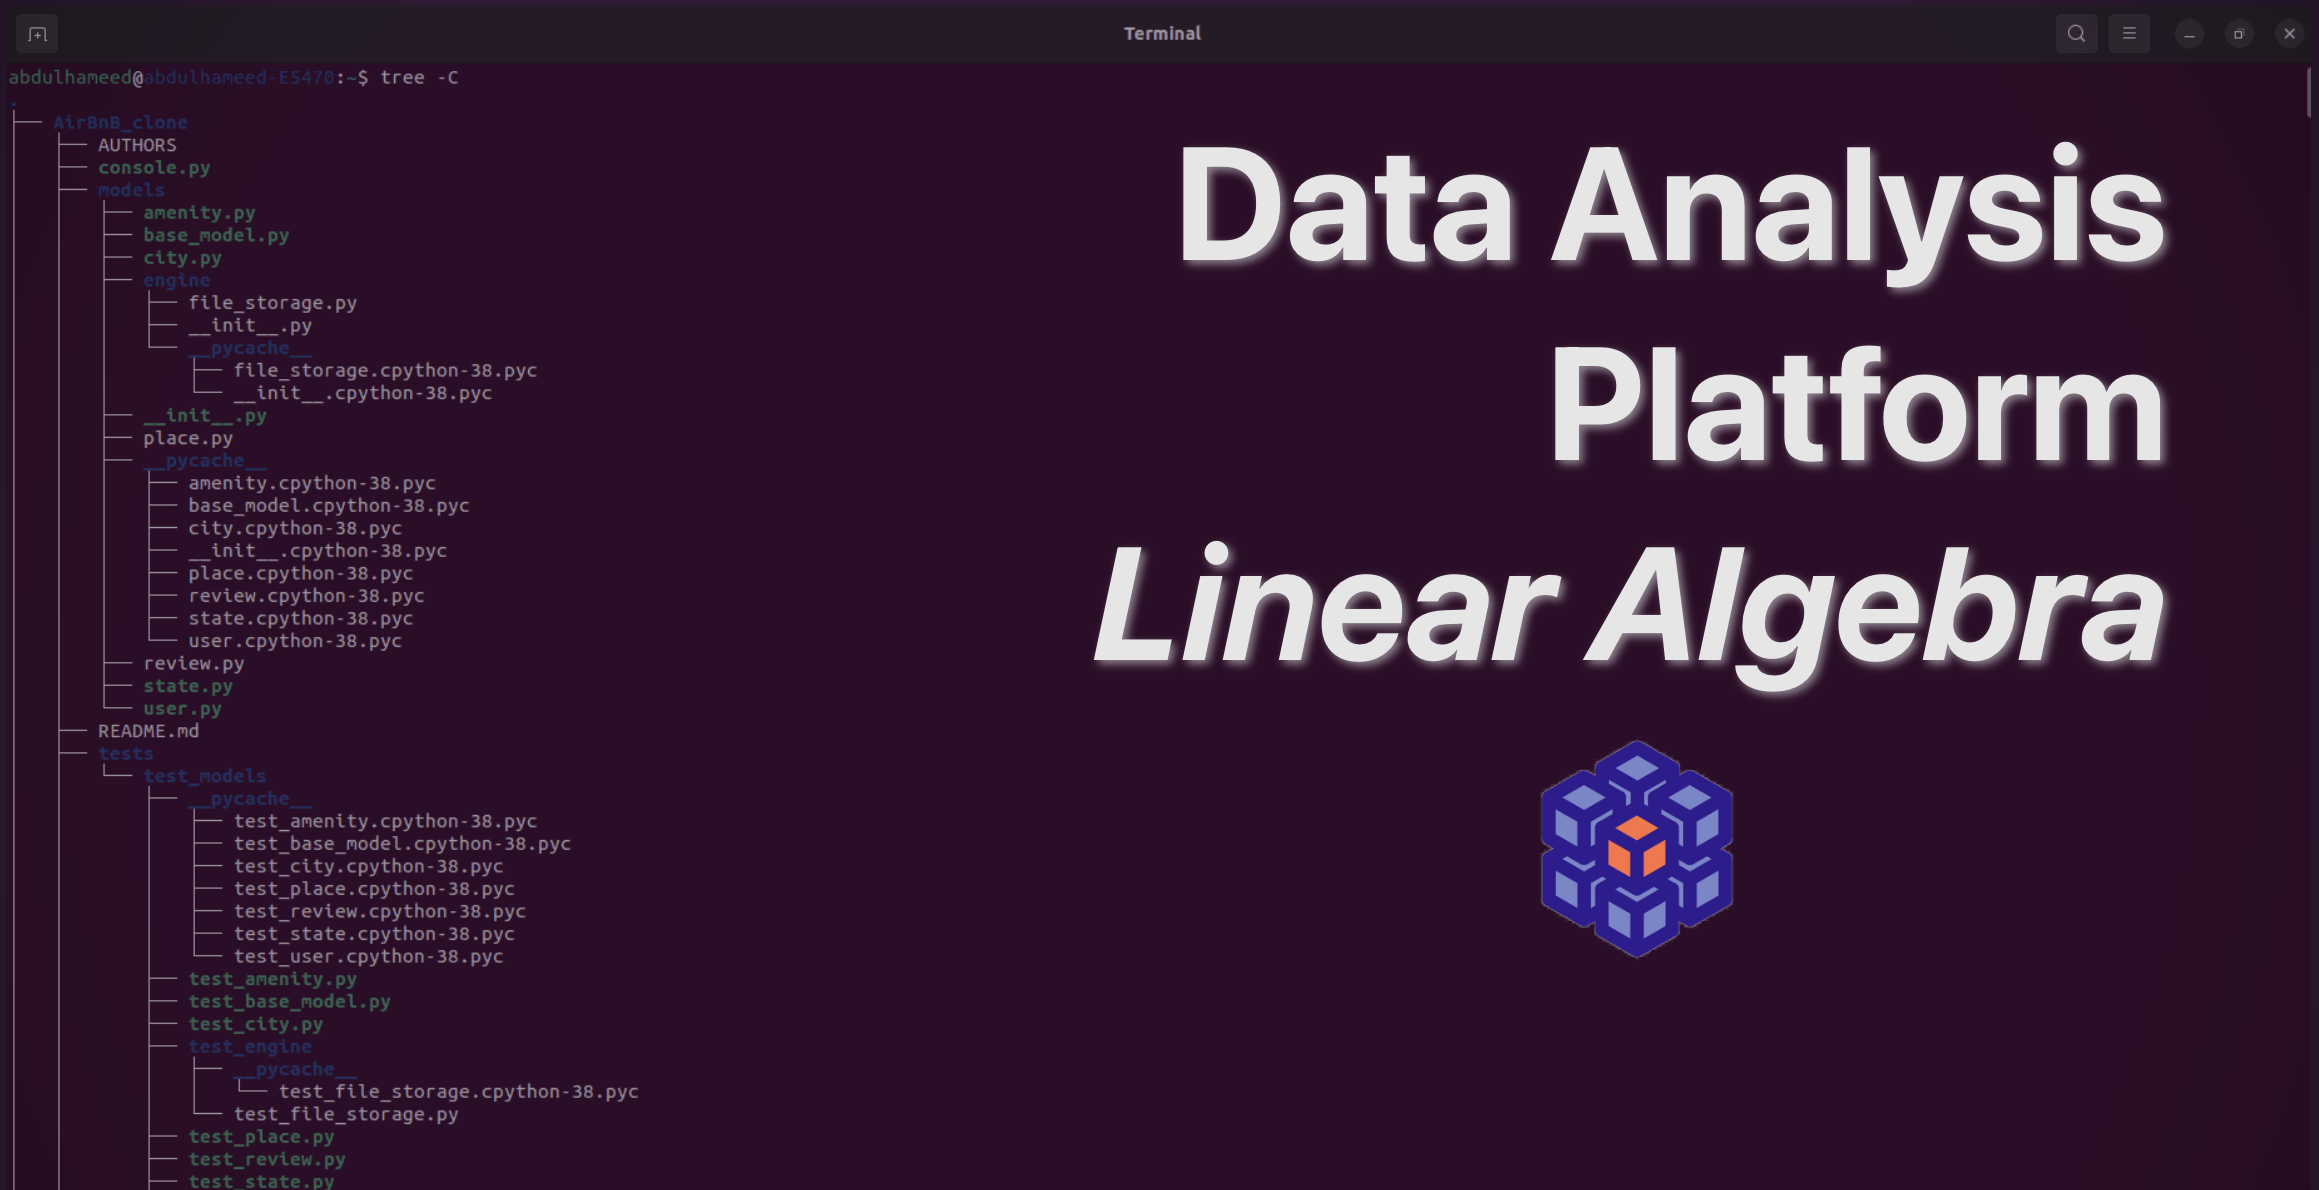 Terminal
abdulhameed@abdulhameed-E5470:~$ tree -C
.
├── AirBnB_clone
│   ├── AUTHORS
│   ├── console.py
│   ├── models
│   │   ├── amenity.py
│   │   ├── base_model.py
│   │   ├── city.py
│   │   ├── engine
│   │   │   ├── file_storage.py
│   │   │   ├── __init__.py
│   │   │   └── __pycache__
│   │   │       ├── file_storage.cpython-38.pyc
│   │   │       └── __init__.cpython-38.pyc
│   │   ├── __init__.py
│   │   ├── place.py
│   │   ├── __pycache__
│   │   │   ├── amenity.cpython-38.pyc
│   │   │   ├── base_model.cpython-38.pyc
│   │   │   ├── city.cpython-38.pyc
│   │   │   ├── __init__.cpython-38.pyc
│   │   │   ├── place.cpython-38.pyc
│   │   │   ├── review.cpython-38.pyc
│   │   │   ├── state.cpython-38.pyc
│   │   │   └── user.cpython-38.pyc
│   │   ├── review.py
│   │   ├── state.py
│   │   └── user.py
│   ├── README.md
│   ├── tests
│   │   └── test_models
│   │       ├── __pycache__
│   │       │   ├── test_amenity.cpython-38.pyc
│   │       │   ├── test_base_model.cpython-38.pyc
│   │       │   ├── test_city.cpython-38.pyc
│   │       │   ├── test_place.cpython-38.pyc
│   │       │   ├── test_review.cpython-38.pyc
│   │       │   ├── test_state.cpython-38.pyc
│   │       │   └── test_user.cpython-38.pyc
│   │       ├── test_amenity.py
│   │       ├── test_base_model.py
│   │       ├── test_city.py
│   │       ├── test_engine
│   │       │   ├── __pycache__
│   │       │   │   └── test_file_storage.cpython-38.pyc
│   │       │   └── test_file_storage.py
│   │       ├── test_place.py
│   │       ├── test_review.py
│   │       ├── test_state.py
Data Analysis
Platform
Linear Algebra